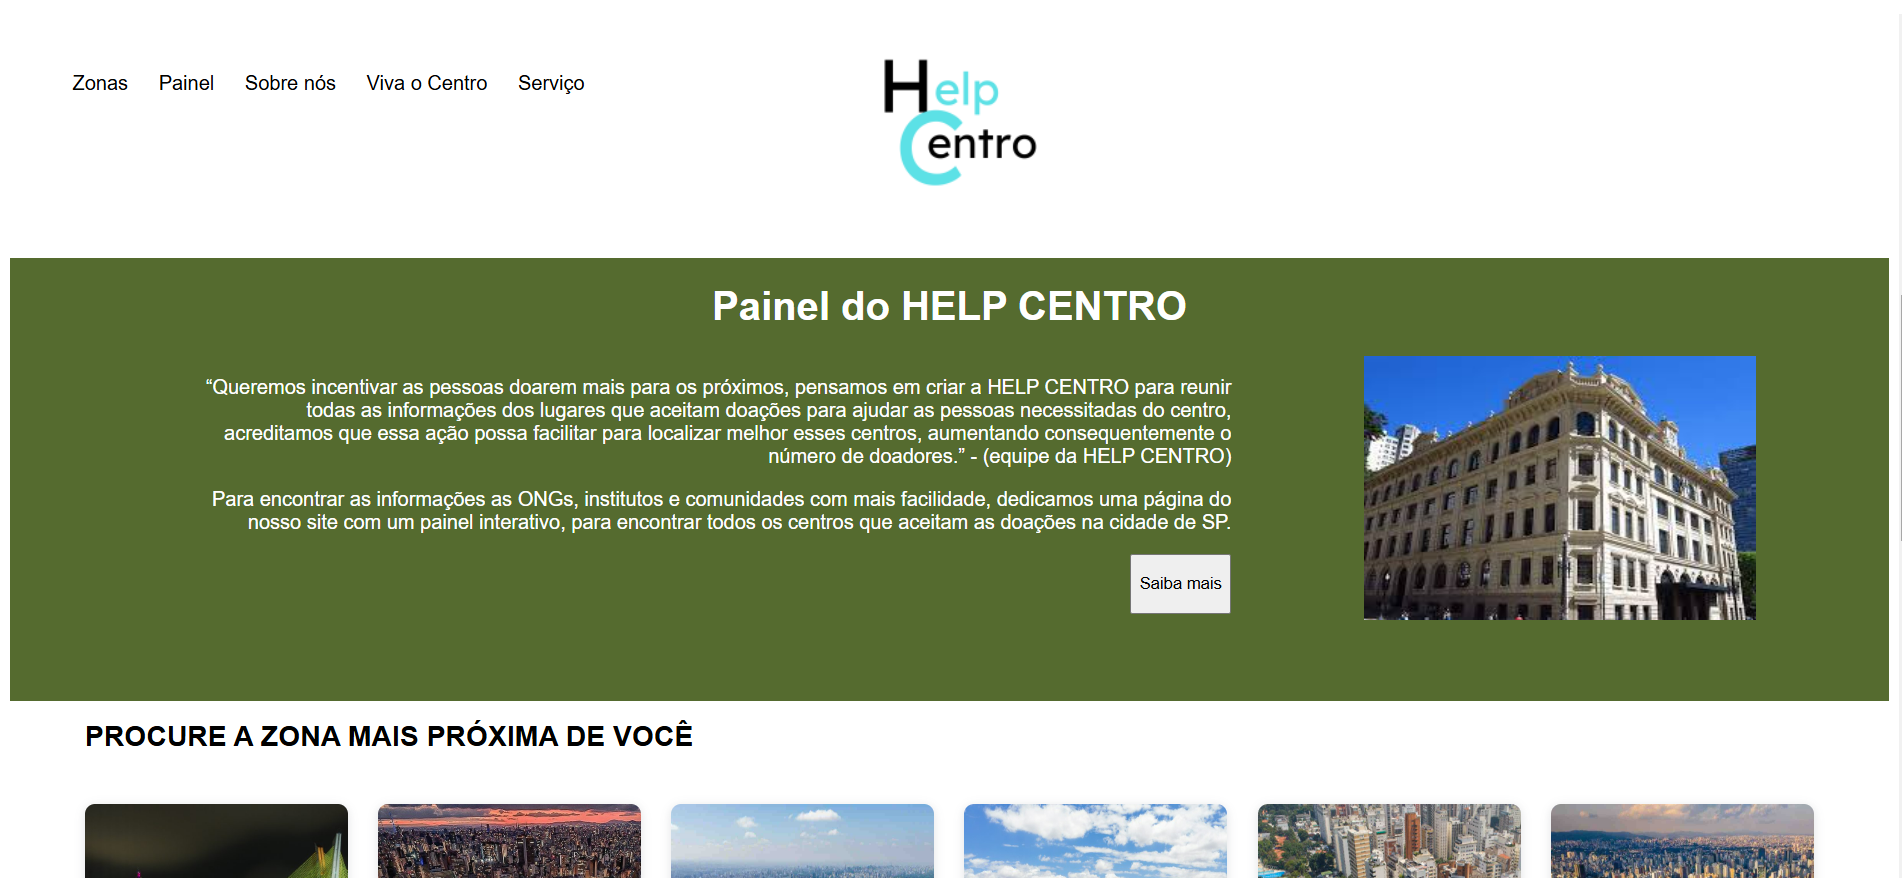 Zonas Painel Sobre nós Viva o Centro Serviço
Help
Centro
Painel do HELP CENTRO
“Queremos incentivar as pessoas doarem mais para os próximos, pensamos em criar a HELP CENTRO para reunir
todas as informações dos lugares que aceitam doações para ajudar as pessoas necessitadas do centro,
acreditamos que essa ação possa facilitar para localizar melhor esses centros, aumentando consequentemente o
número de doadores.” - (equipe da HELP CENTRO)
Para encontrar as informações as ONGs, institutos e comunidades com mais facilidade, dedicamos uma página do
nosso site com um painel interativo, para encontrar todos os centros que aceitam as doações na cidade de SP.
Saiba mais
PROCURE A ZONA MAIS PRÓXIMA DE VOCÊ